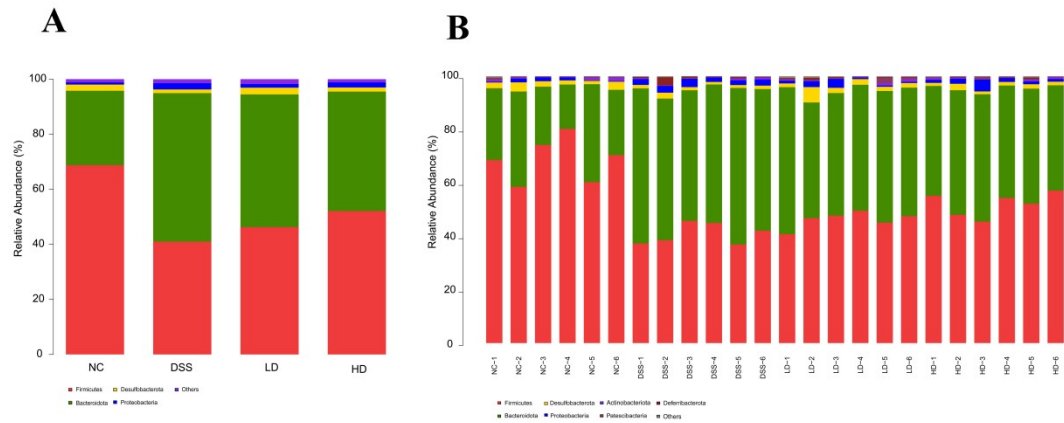 A
Relative Abundance (%)
100
80
60
40
20
0
NC DSS LD HD
Firmicutes Desulfobacterota Others
Bacteroidota Proteobacteria
B
Relative Abundance (%)
100
80
60
40
20
0
NC-1 NC-2 NC-3 NC-4 NC-5 NC-6 DSS-1 DSS-2 DSS-3 DSS-4 DSS-5 DSS-6 LD-1 LD-2 LD-3 LD-4 LD-5 LD-6 HD-1 HD-2 HD-3 HD-4 HD-5 HD-6
Firmicutes Desulfobacterota Actinobacteriota Deferribacterota
Bacteroidota Proteobacteria Patescibacteria Others